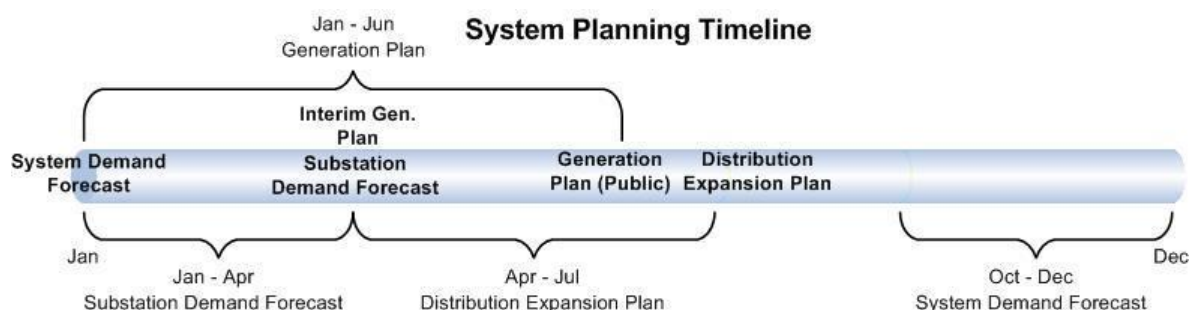 System Planning Timeline
Jan - Jun
Generation Plan
Interim Gen.
Plan
System Demand
Forecast
Substation
Demand Forecast
Generation
Plan (Public)
Distribution
Expansion Plan
Jan
Dec
Jan - Apr
Substation Demand Forecast
Apr - Jul
Distribution Expansion Plan
Oct - Dec
System Demand Forecast